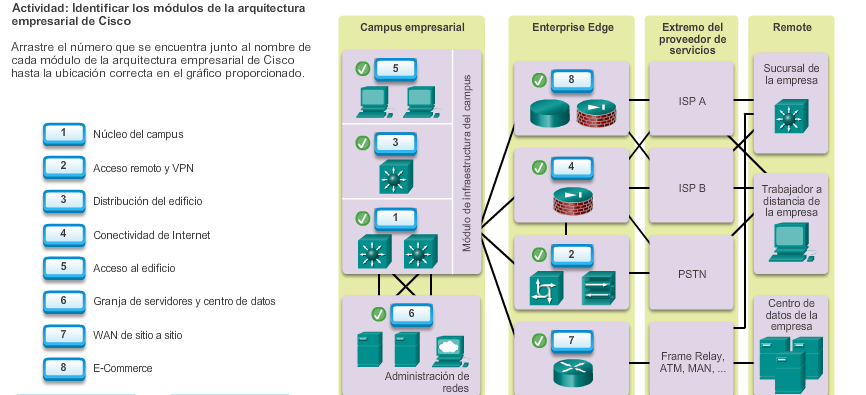 Actividad: Identificar los módulos de la arquitectura
empresarial de Cisco
Arrastre el número que se encuentra junto al nombre de
cada módulo de la arquitectura empresarial de Cisco
hasta la ubicación correcta en el gráfico proporcionado.
1 Núcleo del campus
2 Acceso remoto y VPN
3 Distribución del edificio
4 Conectividad de Internet
5 Acceso al edificio
6 Granja de servidores y centro de datos
7 WAN de sitio a sitio
8 E-Commerce
Campus empresarial
5
3
1
Módulo de infraestructura del campus
6
Administración de
redes
Enterprise Edge
8
4
2
7
Extremo del
proveedor de
servicios
ISP A
ISP B
PSTN
Frame Relay,
ATM, MAN, ...
Remote
Sucursal de
la empresa
Trabajador a
distancia de
la empresa
Centro de
datos de la
empresa